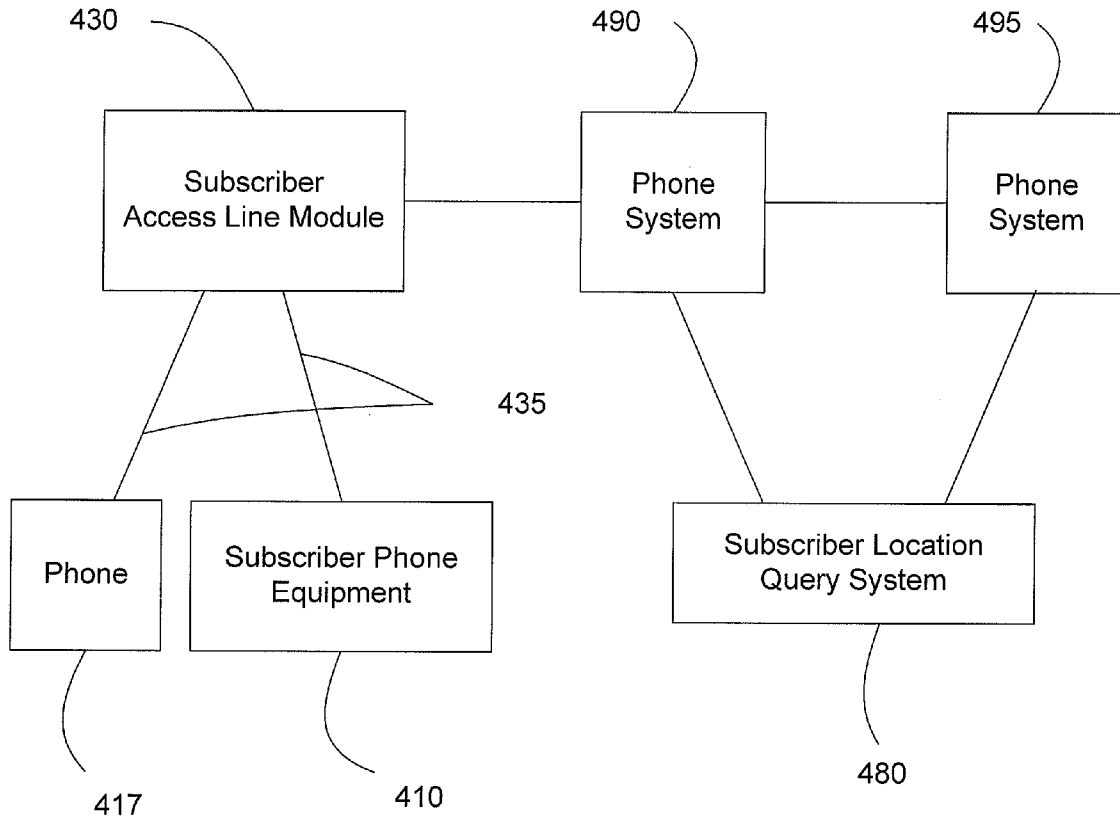 430
490
495
Subscriber
Access Line Module
Phone
System
Phone
System
435
Phone
Subscriber Phone
Equipment
Subscriber Location
Query System
417
410
480